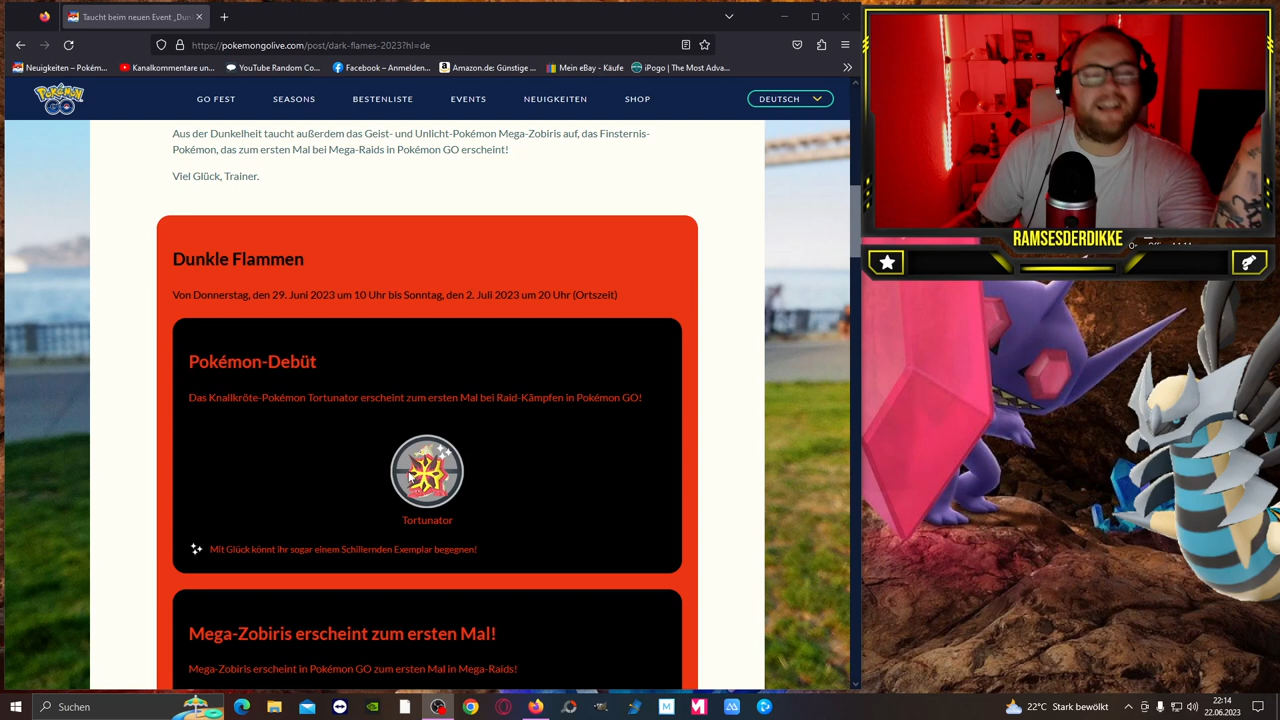 Taucht beim neuen Event „Dun
https://pokemongolive.com/post/dark-flames-2023?hl=de
Neuigkeiten – Pokém...
Kanalkommentare un...
YouTube Random Co...
Facebook – Anmelden...
Amazon.de: Günstige ...
Mein eBay - Käufe
iPogo | The Most Adva...
Pokémon GO
GO FEST
SEASONS
BESTENLISTE
EVENTS
NEUIGKEITEN
SHOP
DEUTSCH
Aus der Dunkelheit taucht außerdem das Geist- und Unlicht-Pokémon Mega-Zobiris auf, das Finsternis-
Pokémon, das zum ersten Mal bei Mega-Raids in Pokémon GO erscheint!
Viel Glück, Trainer.
Dunkle Flammen
Von Donnerstag, den 29. Juni 2023 um 10 Uhr bis Sonntag, den 2. Juli 2023 um 20 Uhr (Ortszeit)
Pokémon-Debüt
Das Knallkröte-Pokémon Tortunator erscheint zum ersten Mal bei Raid-Kämpfen in Pokémon GO!
Tortunator
Mit Glück könnt ihr sogar einem Schillernden Exemplar begegnen!
Mega-Zobiris erscheint zum ersten Mal!
Mega-Zobiris erscheint in Pokémon GO zum ersten Mal in Mega-Raids!
RAMSESDERDIKKE
Suchen
22°C Stark bewölkt
22:14
22.06.2023